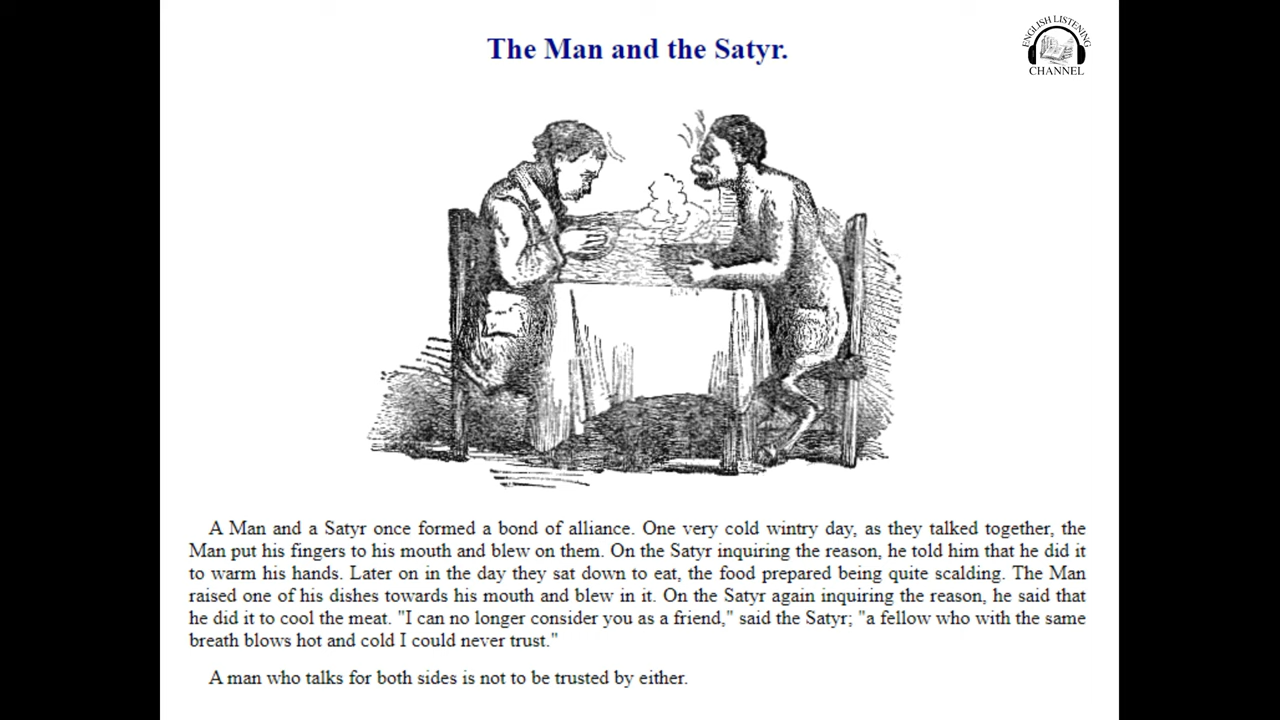 The Man and the Satyr.
ENGLISH LISTENING
CHANNEL
A Man and a Satyr once formed a bond of alliance. One very cold wintry day, as they talked together, the
Man put his fingers to his mouth and blew on them. On the Satyr inquiring the reason, he told him that he did it
to warm his hands. Later on in the day they sat down to eat, the food prepared being quite scalding. The Man
raised one of his dishes towards his mouth and blew in it. On the Satyr again inquiring the reason, he said that
he did it to cool the meat. "I can no longer consider you as a friend," said the Satyr; "a fellow who with the same
breath blows hot and cold I could never trust."
A man who talks for both sides is not to be trusted by either.